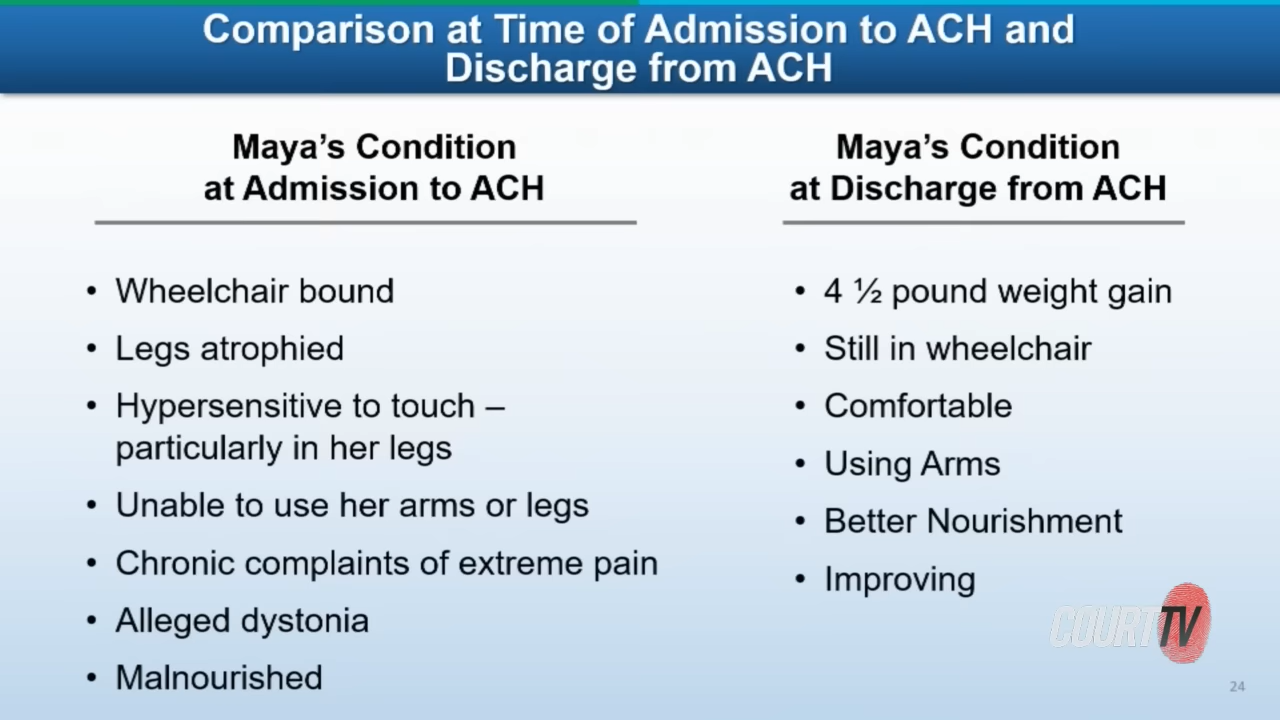 Comparison at Time of Admission to ACH and
Discharge from ACH
Maya's Condition
at Admission to ACH
• Wheelchair bound
• Legs atrophied
• Hypersensitive to touch –
particularly in her legs
• Unable to use her arms or legs
• Chronic complaints of extreme pain
• Alleged dystonia
• Malnourished
Maya's Condition
at Discharge from ACH
• 4 ½ pound weight gain
• Still in wheelchair
• Comfortable
• Using Arms
• Better Nourishment
• Improving
COURT TV
24